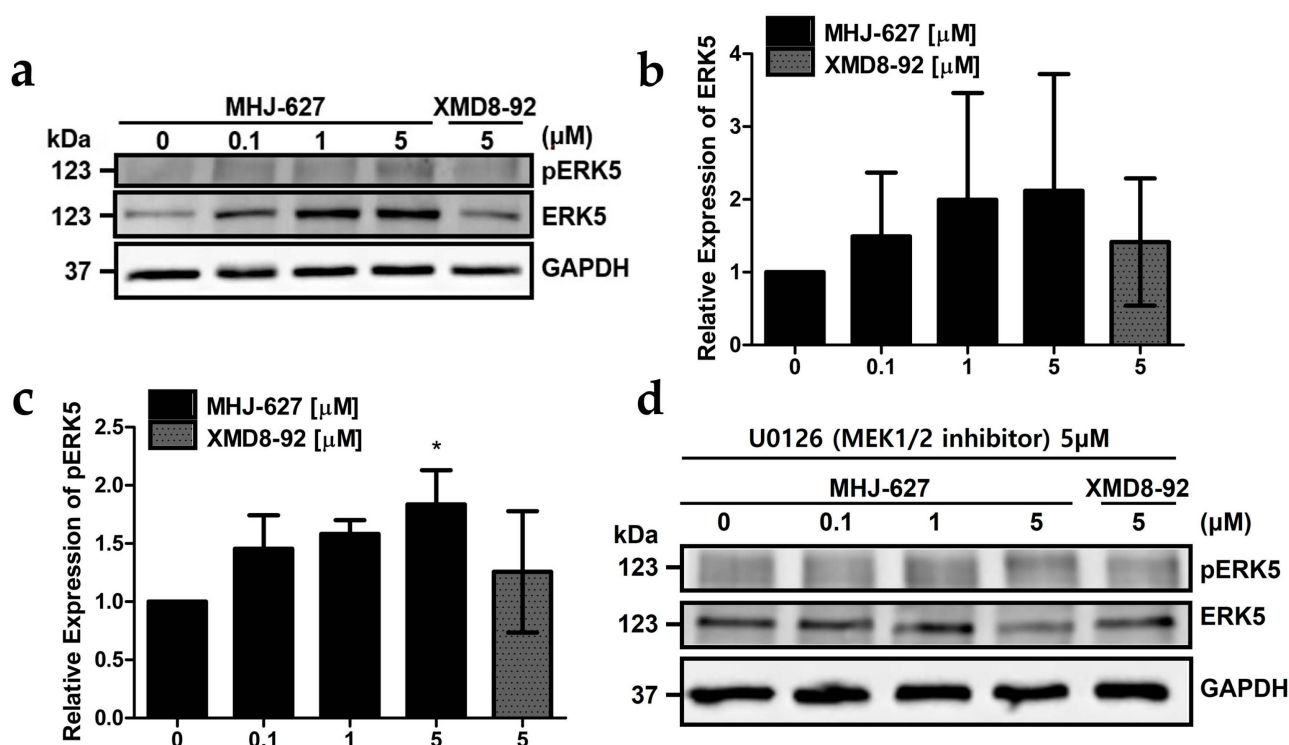 a
MHJ-627 XMD8-92
kDa 0 0.1 1 5 5 (μM)
123 pERK5
123 ERK5
37 GAPDH
b
MHJ-627 [μM]
XMD8-92 [μM]
Relative Expression of ERK5
4
3
2
1
0
0 0.1 1 5 5
c
MHJ-627 [μM]
XMD8-92 [μM]
Relative Expression of pERK5
2.5
2.0
1.5
1.0
0.5
0.0
*
0 0.1 1 5 5
d
U0126 (MEK1/2 inhibitor) 5μM
MHJ-627 XMD8-92
kDa 0 0.1 1 5 5 (μM)
123 pERK5
123 ERK5
37 GAPDH